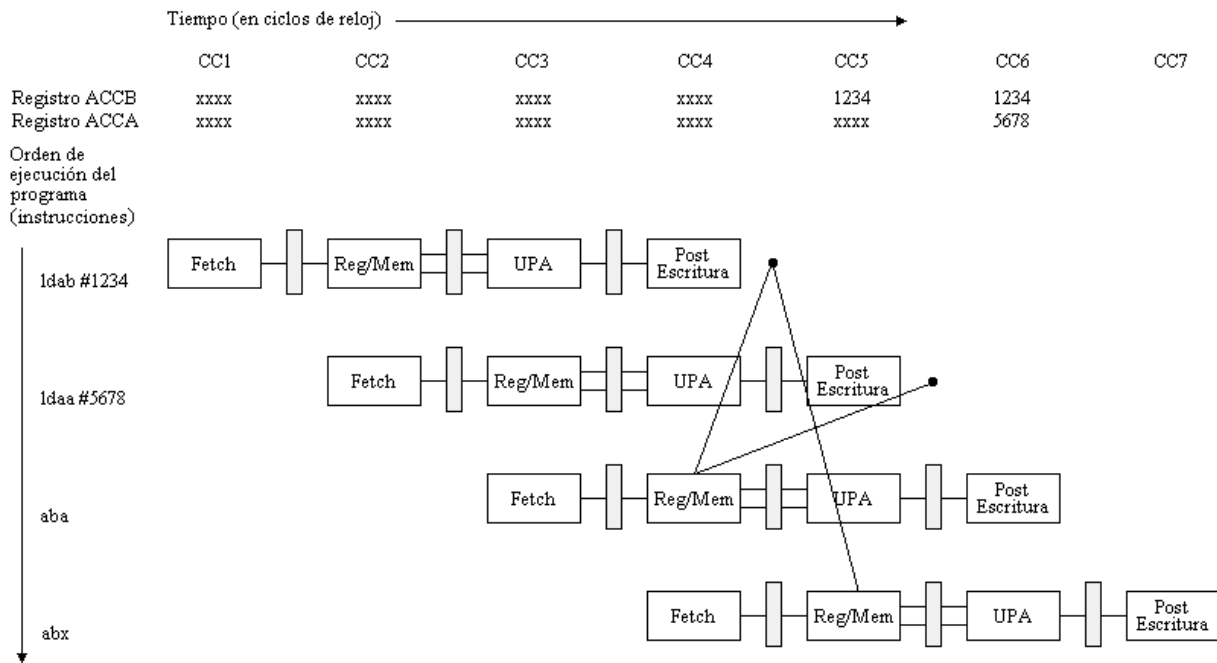 Tiempo (en ciclos de reloj)
CC1 CC2 CC3 CC4 CC5 CC6 CC7
Registro ACCB xxxx xxxx xxxx xxxx 1234 1234
Registro ACCA xxxx xxxx xxxx xxxx xxxx 5678
Orden de
ejecución del
programa
(instrucciones)
ldab #1234
Fetch Reg/Mem UPA Post
Escritura
ldaa #5678
Fetch Reg/Mem UPA Post
Escritura
aba
Fetch Reg/Mem UPA Post
Escritura
abx
Fetch Reg/Mem UPA Post
Escritura